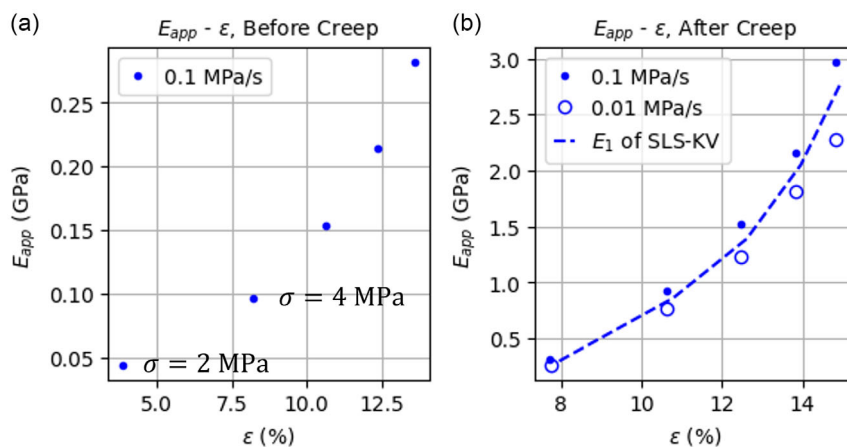 (a)
E_app - ε, Before Creep
0.1 MPa/s
0.25
0.20
0.15
0.10
0.05
E_app (GPa)
σ = 4 MPa
σ = 2 MPa
5.0 7.5 10.0 12.5
ε (%)
(b)
E_app - ε, After Creep
0.1 MPa/s
0.01 MPa/s
E_1 of SLS-KV
3.0
2.5
2.0
1.5
1.0
0.5
E_app (GPa)
8 10 12 14
ε (%)